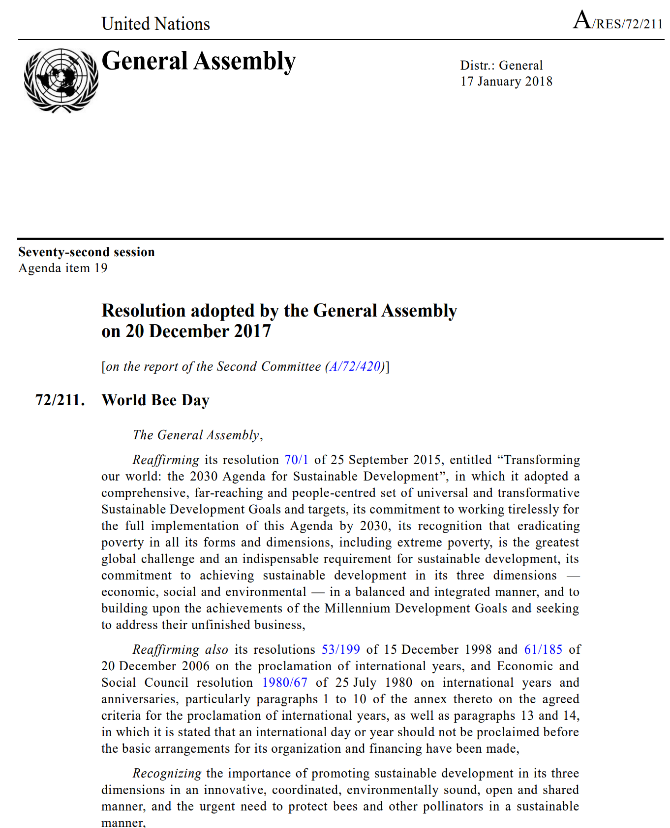 United Nations
A/RES/72/211
General Assembly
Distr.: General
17 January 2018
Seventy-second session
Agenda item 19
Resolution adopted by the General Assembly
on 20 December 2017
[on the report of the Second Committee (A/72/420)]
72/211. World Bee Day
The General Assembly,
Reaffirming its resolution 70/1 of 25 September 2015, entitled “Transforming
our world: the 2030 Agenda for Sustainable Development”, in which it adopted a
comprehensive, far-reaching and people-centred set of universal and transformative
Sustainable Development Goals and targets, its commitment to working tirelessly for
the full implementation of this Agenda by 2030, its recognition that eradicating
poverty in all its forms and dimensions, including extreme poverty, is the greatest
global challenge and an indispensable requirement for sustainable development, its
commitment to achieving sustainable development in its three dimensions —
economic, social and environmental — in a balanced and integrated manner, and to
building upon the achievements of the Millennium Development Goals and seeking
to address their unfinished business,
Reaffirming also its resolutions 53/199 of 15 December 1998 and 61/185 of
20 December 2006 on the proclamation of international years, and Economic and
Social Council resolution 1980/67 of 25 July 1980 on international years and
anniversaries, particularly paragraphs 1 to 10 of the annex thereto on the agreed
criteria for the proclamation of international years, as well as paragraphs 13 and 14,
in which it is stated that an international day or year should not be proclaimed before
the basic arrangements for its organization and financing have been made,
Recognizing the importance of promoting sustainable development in its three
dimensions in an innovative, coordinated, environmentally sound, open and shared
manner, and the urgent need to protect bees and other pollinators in a sustainable
manner,